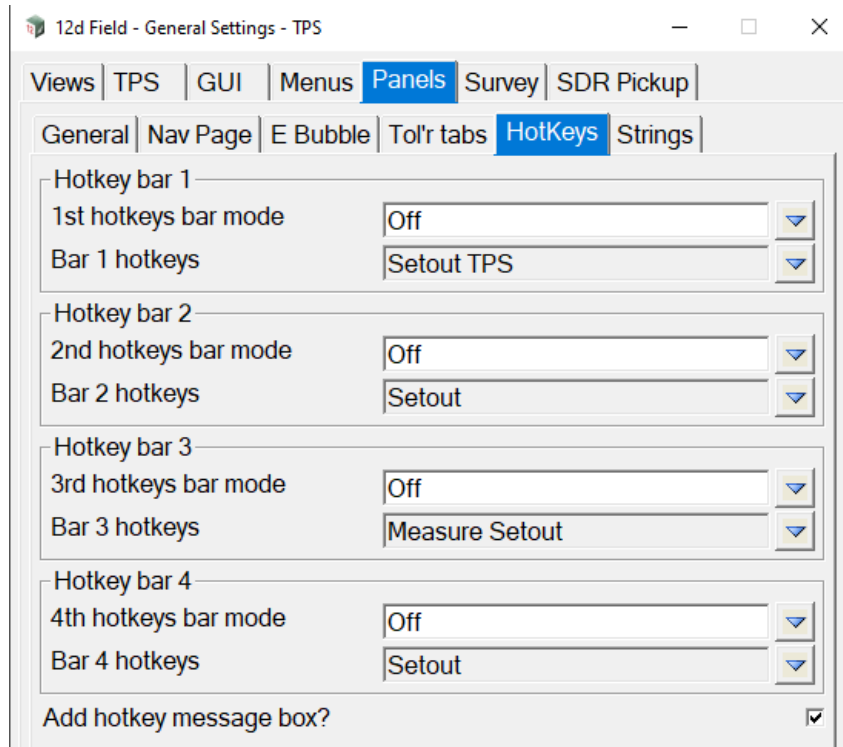 12d Field - General Settings - TPS
Views TPS GUI Menus Panels Survey SDR Pickup
General Nav Page E Bubble Tol'r tabs HotKeys Strings
Hotkey bar 1
1st hotkeys bar mode Off
Bar 1 hotkeys Setout TPS
Hotkey bar 2
2nd hotkeys bar mode Off
Bar 2 hotkeys Setout
Hotkey bar 3
3rd hotkeys bar mode Off
Bar 3 hotkeys Measure Setout
Hotkey bar 4
4th hotkeys bar mode Off
Bar 4 hotkeys Setout
Add hotkey message box?